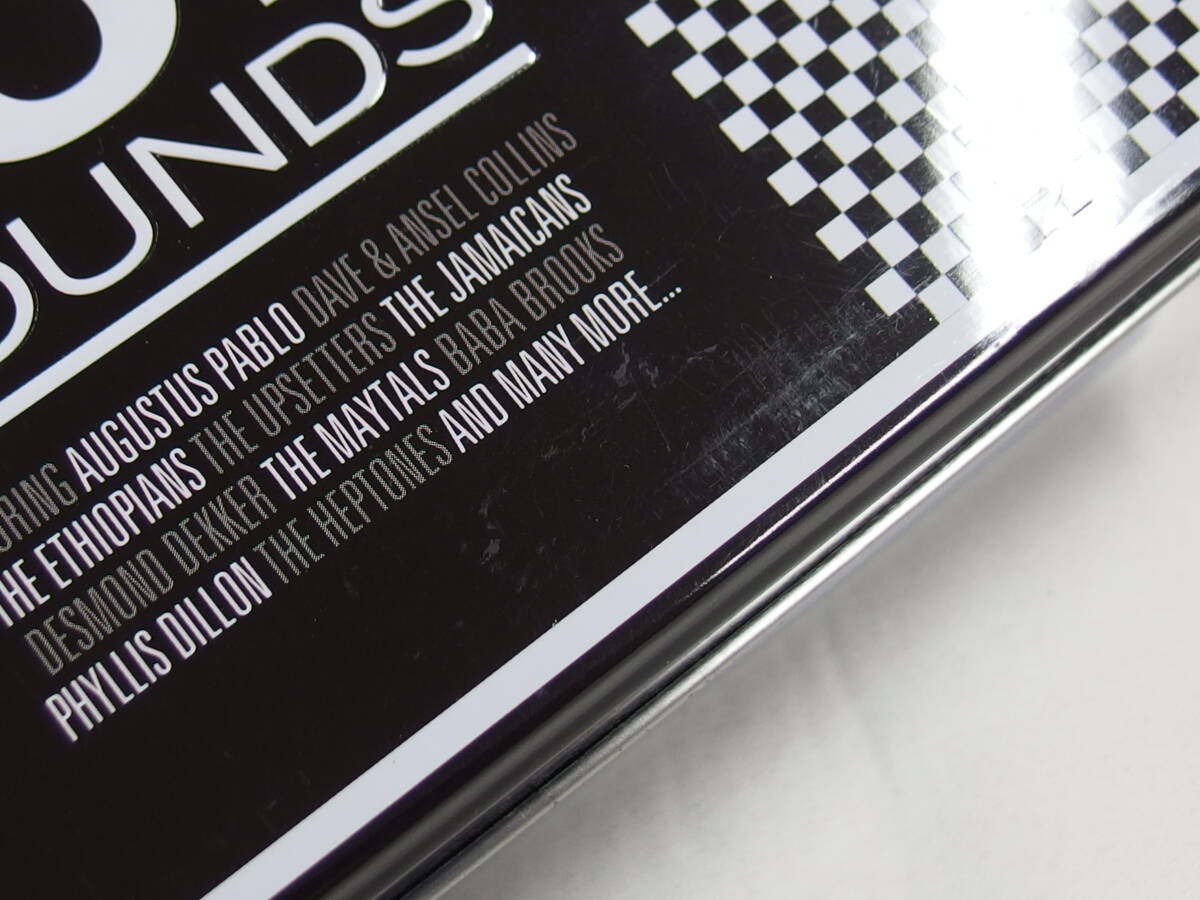 OUNDS
URING AUGUSTUS PABLO DAVE & ANSEL COLLINS
THE ETHIOPIANS THE UPSETTERS THE JAMAICANS
DESMOND DEKKER THE MAYTALS BABA BROOKS
PHYLLIS DILLON THE HEPTONES AND MANY MORE...